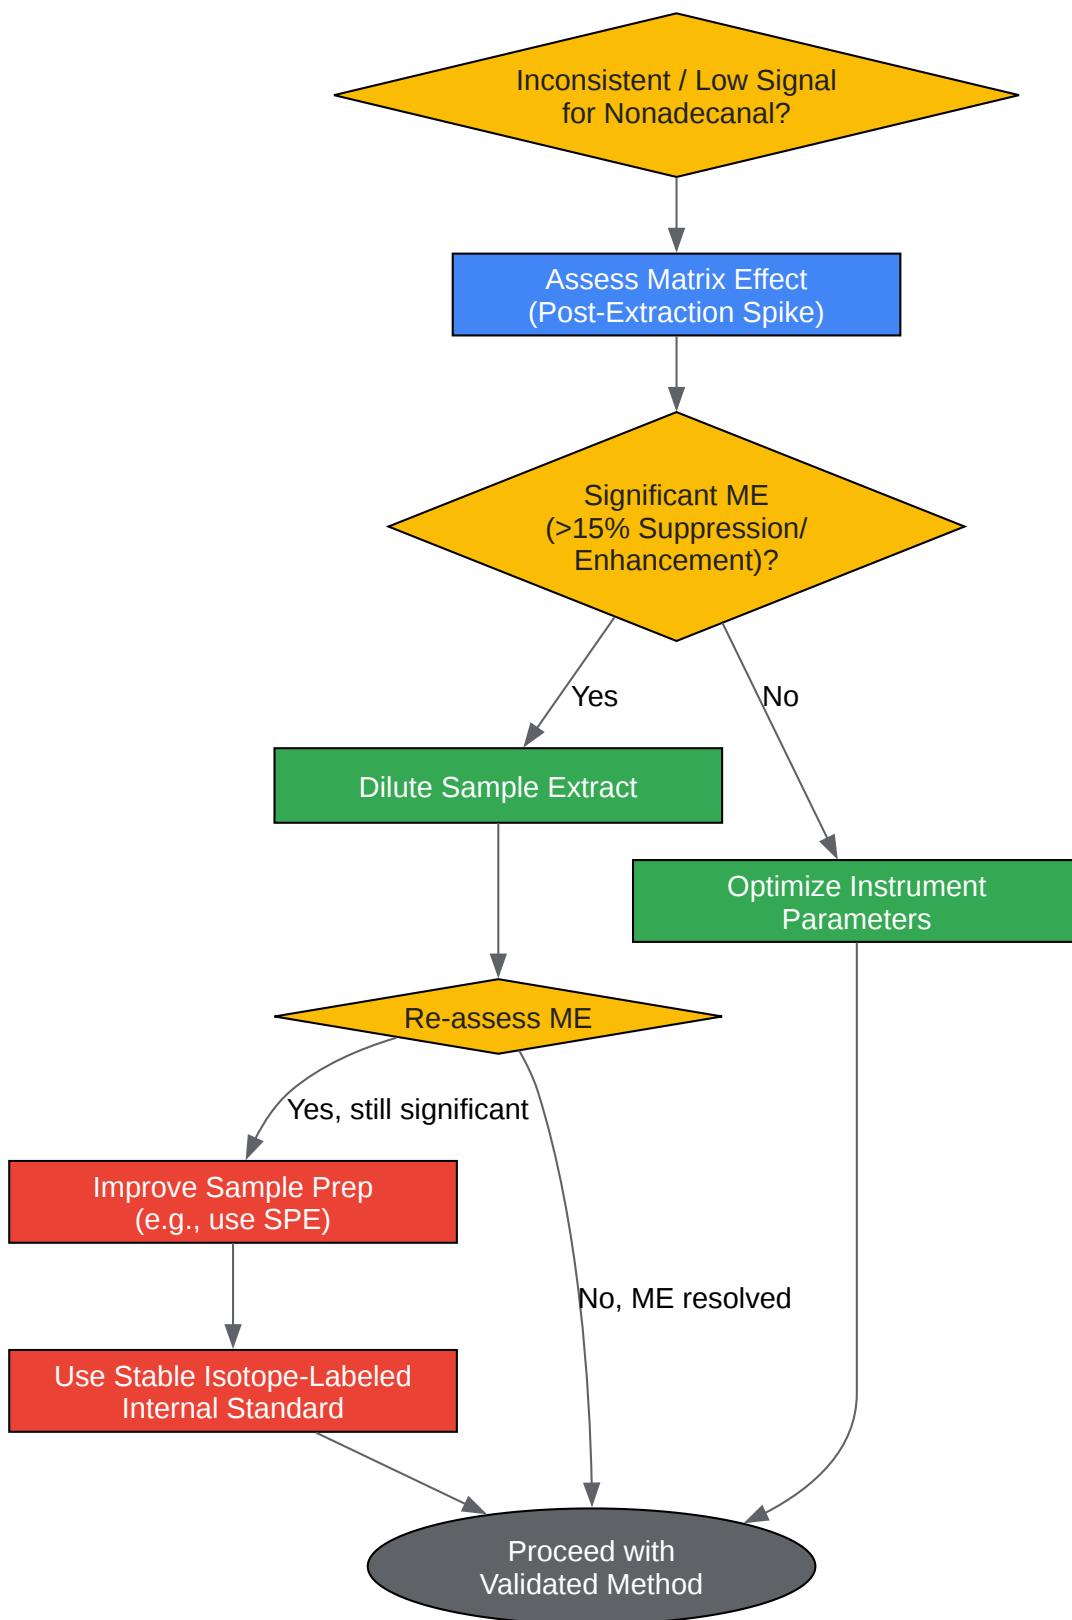 Inconsistent / Low Signal
for Nonadecanal?
Assess Matrix Effect
(Post-Extraction Spike)
Significant ME
(>15% Suppression/
Enhancement)?
Yes
No
Dilute Sample Extract
Optimize Instrument
Parameters
Re-assess ME
Yes, still significant
Improve Sample Prep
(e.g., use SPE)
No, ME resolved
Use Stable Isotope-Labeled
Internal Standard
Proceed with
Validated Method